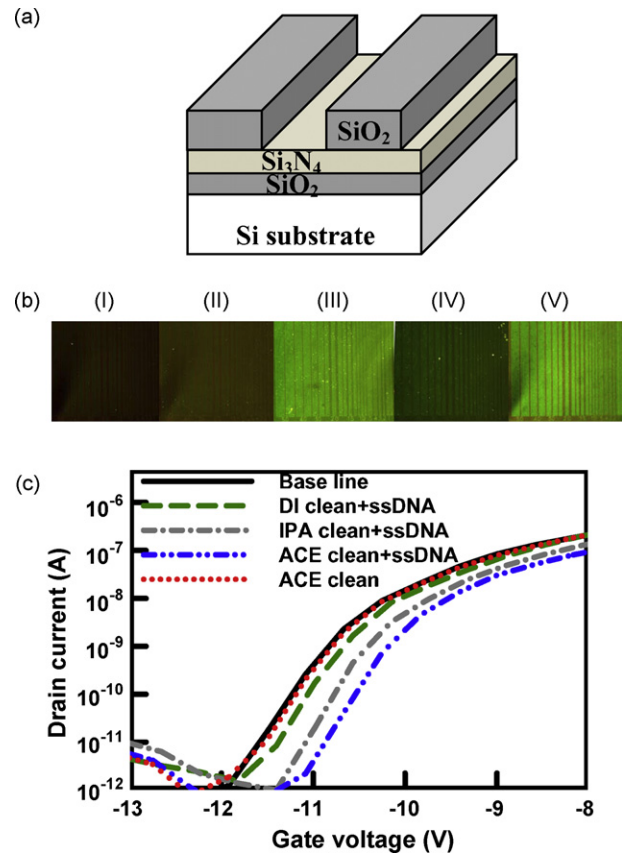 (a)
SiO₂
Si₃N₄
SiO₂
Si substrate
(b) (I) (II) (III) (IV) (V)
(c)
Base line
DI clean+ssDNA
IPA clean+ssDNA
ACE clean+ssDNA
ACE clean
Drain current (A)
10⁻⁶
10⁻⁷
10⁻⁸
10⁻⁹
10⁻¹⁰
10⁻¹¹
10⁻¹²
-13 -12 -11 -10 -9 -8
Gate voltage (V)